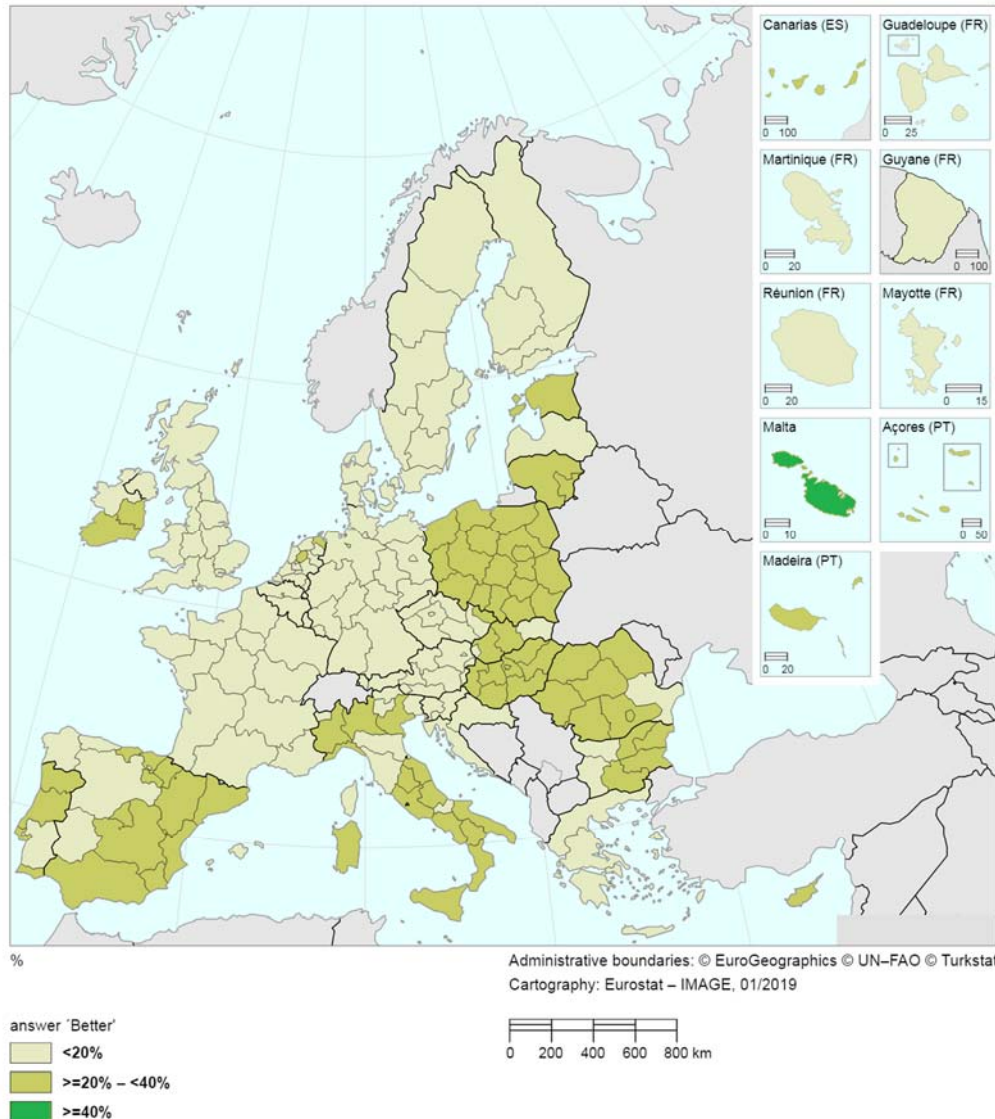 Canarias (ES)
0 100
Guadeloupe (FR)
0 25
Martinique (FR)
0 20
Guyane (FR)
0 100
Réunion (FR)
0 20
Mayotte (FR)
0 15
Malta
0 10
Açores (PT)
0 50
Madeira (PT)
0 20
%
Administrative boundaries: © EuroGeographics © UN–FAO © Turkstat
Cartography: Eurostat – IMAGE, 01/2019
answer ´Better'
<20%
>=20% – <40%
>=40%
0 200 400 600 800 km